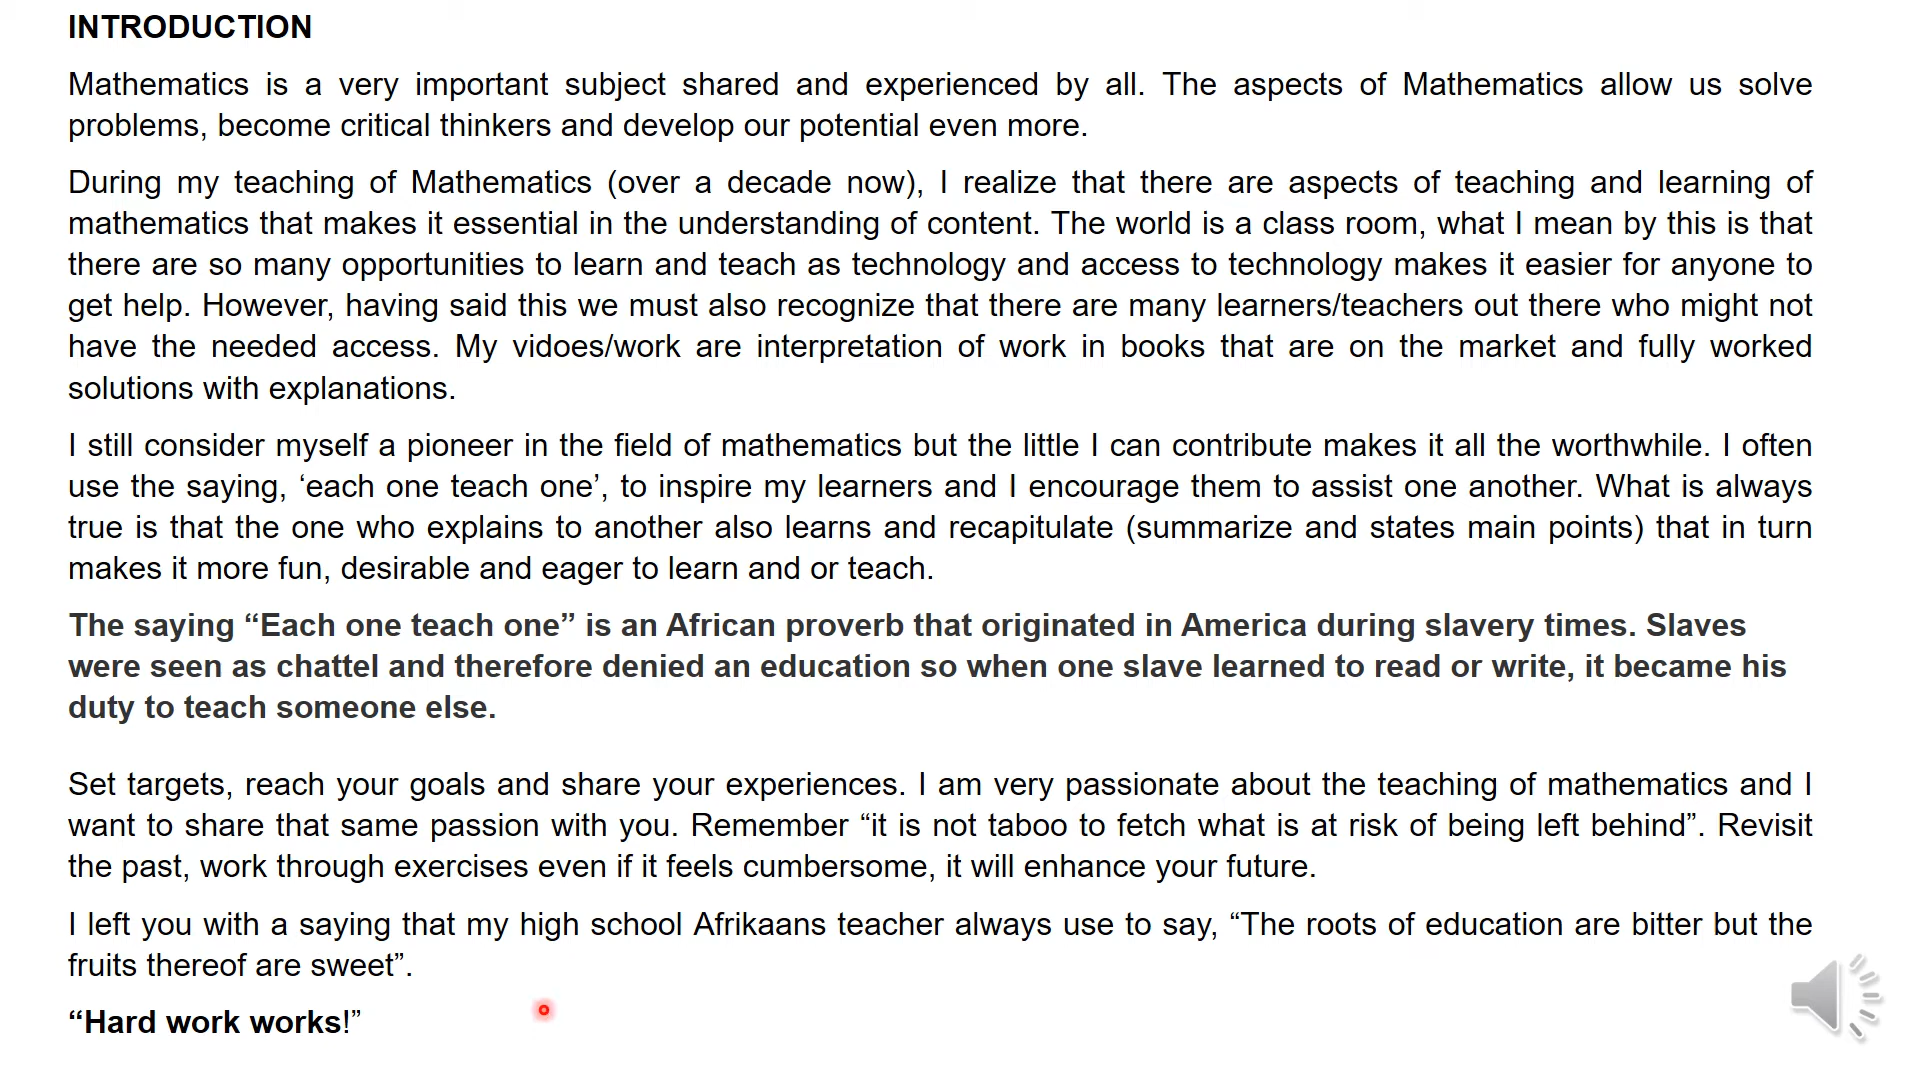 INTRODUCTION
Mathematics is a very important subject shared and experienced by all. The aspects of Mathematics allow us solve
problems, become critical thinkers and develop our potential even more.
During my teaching of Mathematics (over a decade now), I realize that there are aspects of teaching and learning of
mathematics that makes it essential in the understanding of content. The world is a class room, what I mean by this is that
there are so many opportunities to learn and teach as technology and access to technology makes it easier for anyone to
get help. However, having said this we must also recognize that there are many learners/teachers out there who might not
have the needed access. My vidoes/work are interpretation of work in books that are on the market and fully worked
solutions with explanations.
I still consider myself a pioneer in the field of mathematics but the little I can contribute makes it all the worthwhile. I often
use the saying, ‘each one teach one’, to inspire my learners and I encourage them to assist one another. What is always
true is that the one who explains to another also learns and recapitulate (summarize and states main points) that in turn
makes it more fun, desirable and eager to learn and or teach.
The saying “Each one teach one” is an African proverb that originated in America during slavery times. Slaves
were seen as chattel and therefore denied an education so when one slave learned to read or write, it became his
duty to teach someone else.
Set targets, reach your goals and share your experiences. I am very passionate about the teaching of mathematics and I
want to share that same passion with you. Remember “it is not taboo to fetch what is at risk of being left behind”. Revisit
the past, work through exercises even if it feels cumbersome, it will enhance your future.
I left you with a saying that my high school Afrikaans teacher always use to say, “The roots of education are bitter but the
fruits thereof are sweet”.
“Hard work works!”